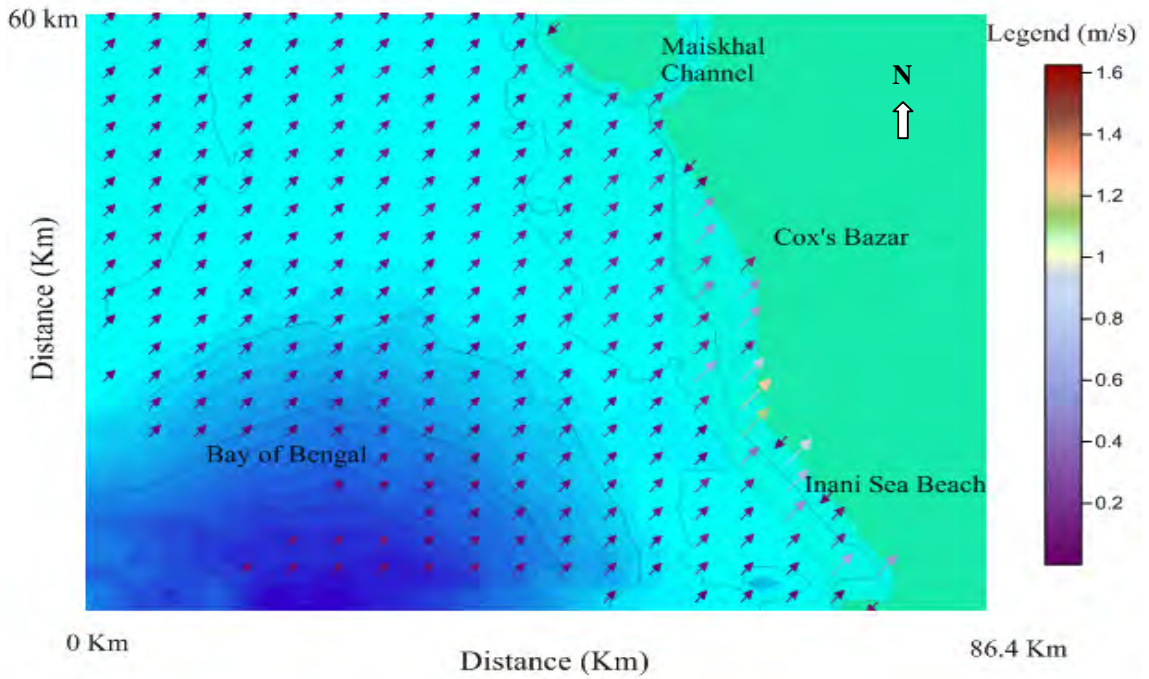 60 km
Legend (m/s)
Maiskhal
Channel
N
1.6
1.4
1.2
1
0.8
0.6
0.4
0.2
Cox's Bazar
Distance (Km)
Bay of Bengal
Inani Sea Beach
0 Km
86.4 Km
Distance (Km)